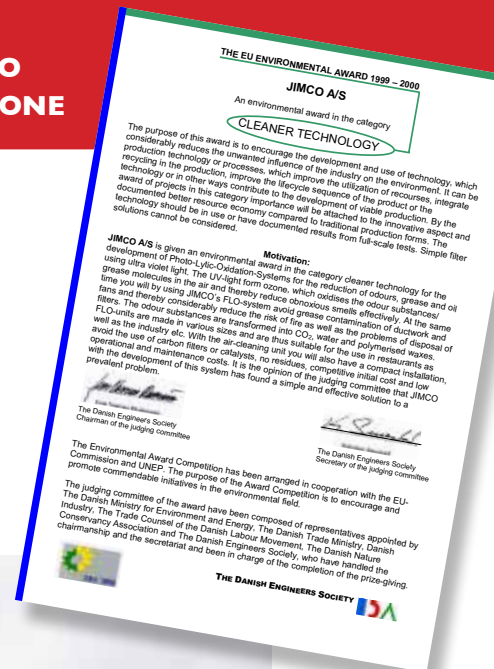 O
ONE
THE EU ENVIRONMENTAL AWARD 1999 – 2000
JIMCO A/S
An environmental award in the category
CLEANER TECHNOLOGY
The purpose of this award is to encourage the development and use of technology, which
considerably reduces the unwanted influence of the industry on the environment. It can be
production technology or processes, which improve the utilization of recourses, integrate
recycling in the production, improve the lifecycle sequence of the product or the
technology or in other ways contribute to the development of viable production. By the
award of projects in this category importance will be attached to the innovative aspect and
documented better resource economy compared to traditional production forms. The
technology should be in use or have documented results from full-scale tests. Simple filter
solutions cannot be considered.
Motivation:
JIMCO A/S is given an environmental award in the category cleaner technology for the
development of Photo-Lytic-Oxidation-Systems for the reduction of odours, grease and oil
using ultra violet light. The UV-light form ozone, which oxidises the odour substances/
grease molecules in the air and thereby reduce obnoxious smells effectively. At the same
time you will by using JIMCO's FLO-system avoid grease contamination of ductwork and
fans and thereby considerably reduce the risk of fire as well as the problems of disposal of
filters. The odour substances are transformed into CO2, water and polymerised waxes.
FLO-units are made in various sizes and are thus suitable for the use in restaurants as
well as the industry etc. With the air-cleaning unit you will also have a compact installation,
avoid the use of carbon filters or catalysts, no residues, competitive initial cost and low
operational and maintenance costs. It is the opinion of the judging committee that JIMCO
with the development of this system has found a simple and effective solution to a
prevalent problem.
The Danish Engineers Society
Chairman of the judging committee
The Danish Engineers Society
Secretary of the judging committee
The Environmental Award Competition has been arranged in cooperation with the EU-
Commission and UNEP. The purpose of the Award Competition is to encourage and
promote commendable initiatives in the environmental field.
The judging committee of the award have been composed of representatives appointed by
The Danish Ministry for Environment and Energy, The Danish Trade Ministry, Danish
Industry, The Trade Counsel of the Danish Labour Movement, The Danish Nature
Conservancy Association and The Danish Engineers Society, who have handled the
chairmanship and the secretariat and been in charge of the completion of the prize-giving.
THE DANISH ENGINEERS SOCIETY